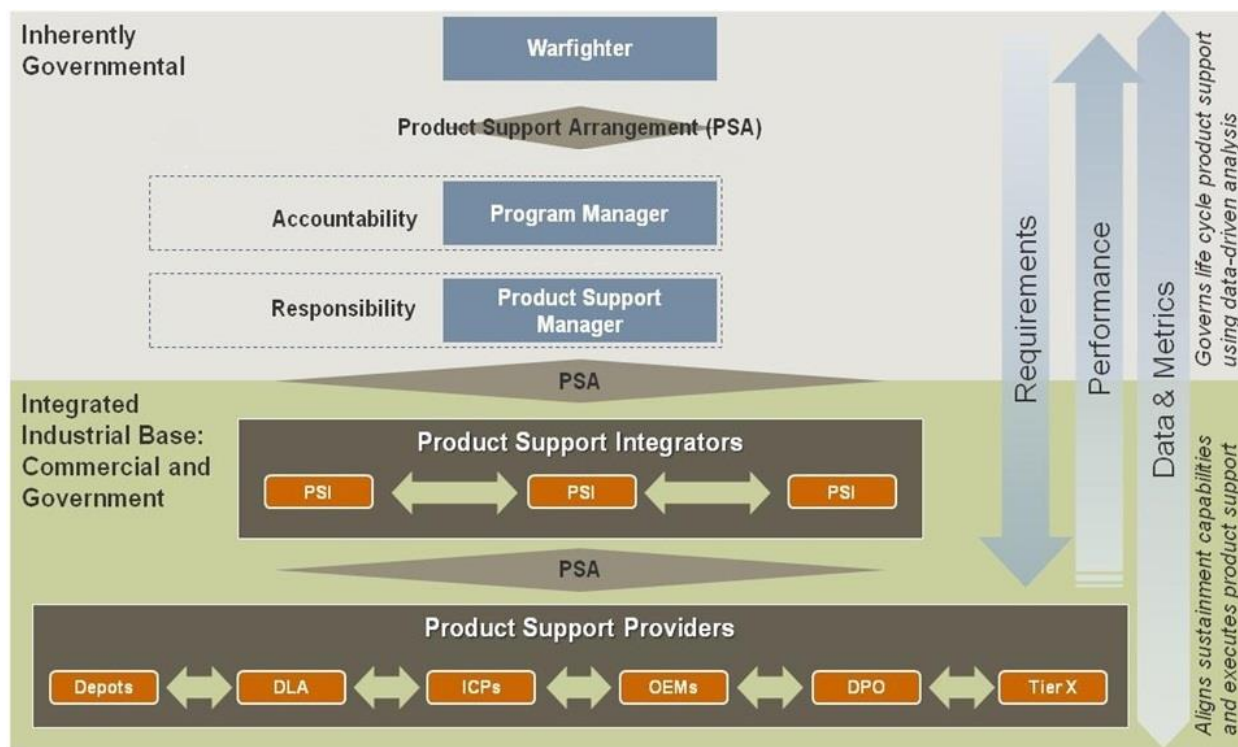 Inherently
Governmental
Warfighter
Product Support Arrangement (PSA)
Accountability
Program Manager
Responsibility
Product Support
Manager
PSA
Integrated
Industrial Base:
Commercial and
Government
Product Support Integrators
PSI
PSI
PSI
PSA
Product Support Providers
Depots
DLA
ICPs
OEMs
DPO
Tier X
Requirements
Performance
Data & Metrics
Governs life cycle product support
using data-driven analysis
Aligns sustainment capabilities
and executes product support